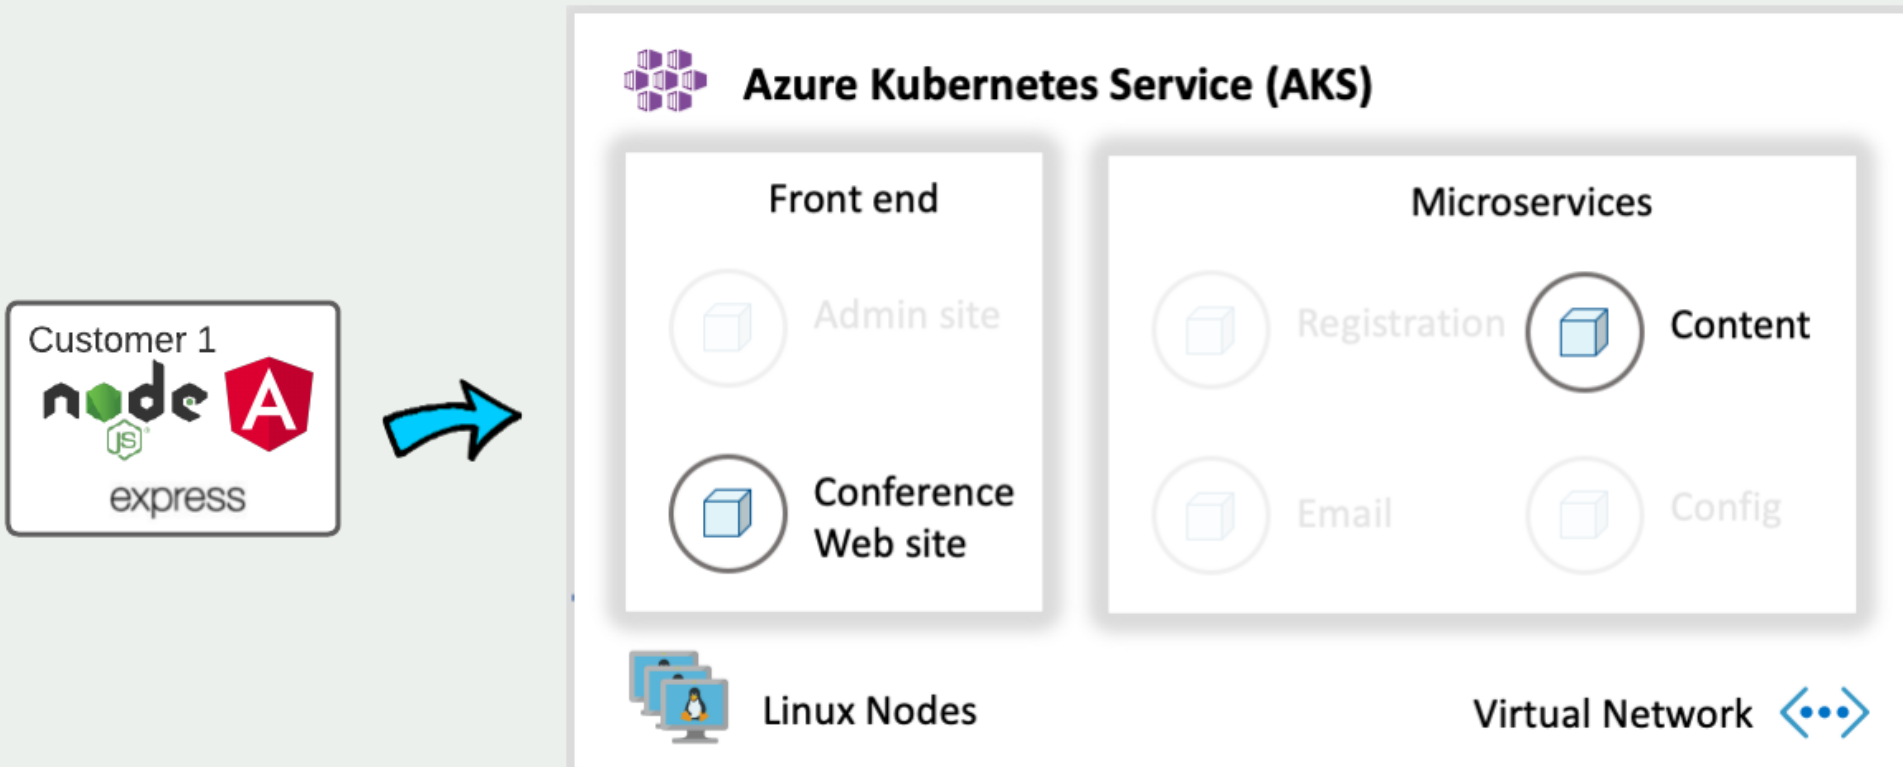 Azure Kubernetes Service (AKS)
Front end
Admin site
Conference
Web site
Microservices
Registration
Content
Email
Config
Customer 1
node
JS
A
express
Linux Nodes
Virtual Network